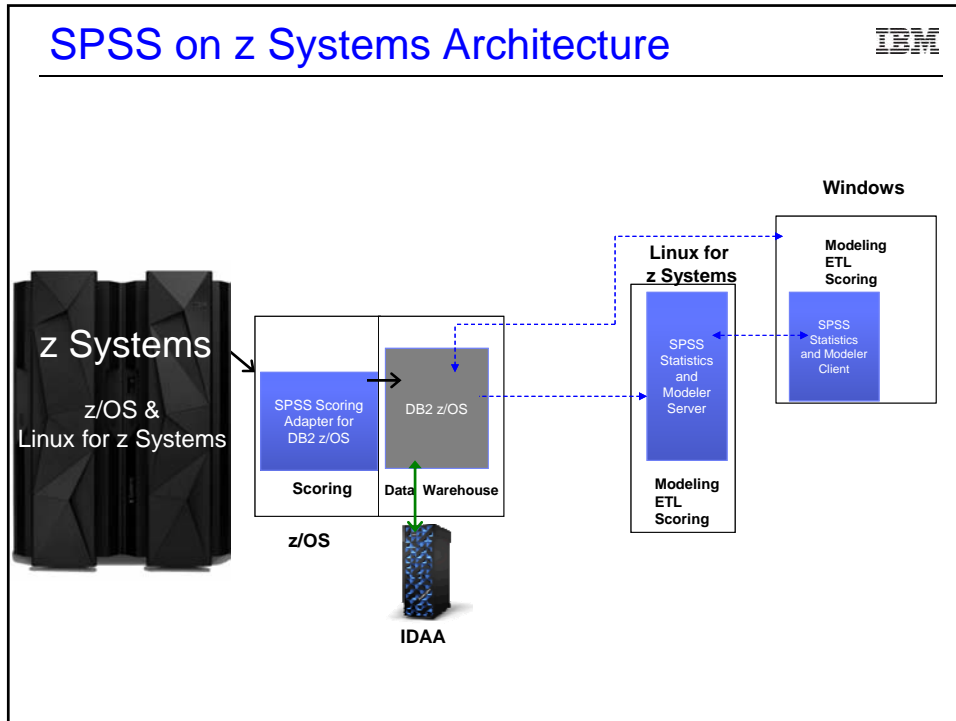 SPSS on z Systems Architecture
IBM
z Systems
z/OS &
Linux for z Systems
SPSS Scoring
Adapter for
DB2 z/OS
Scoring
z/OS
DB2 z/OS
Data Warehouse
IDAA
Linux for
z Systems
SPSS
Statistics
and
Modeler
Server
Modeling
ETL
Scoring
Windows
Modeling
ETL
Scoring
SPSS
Statistics
and Modeler
Client